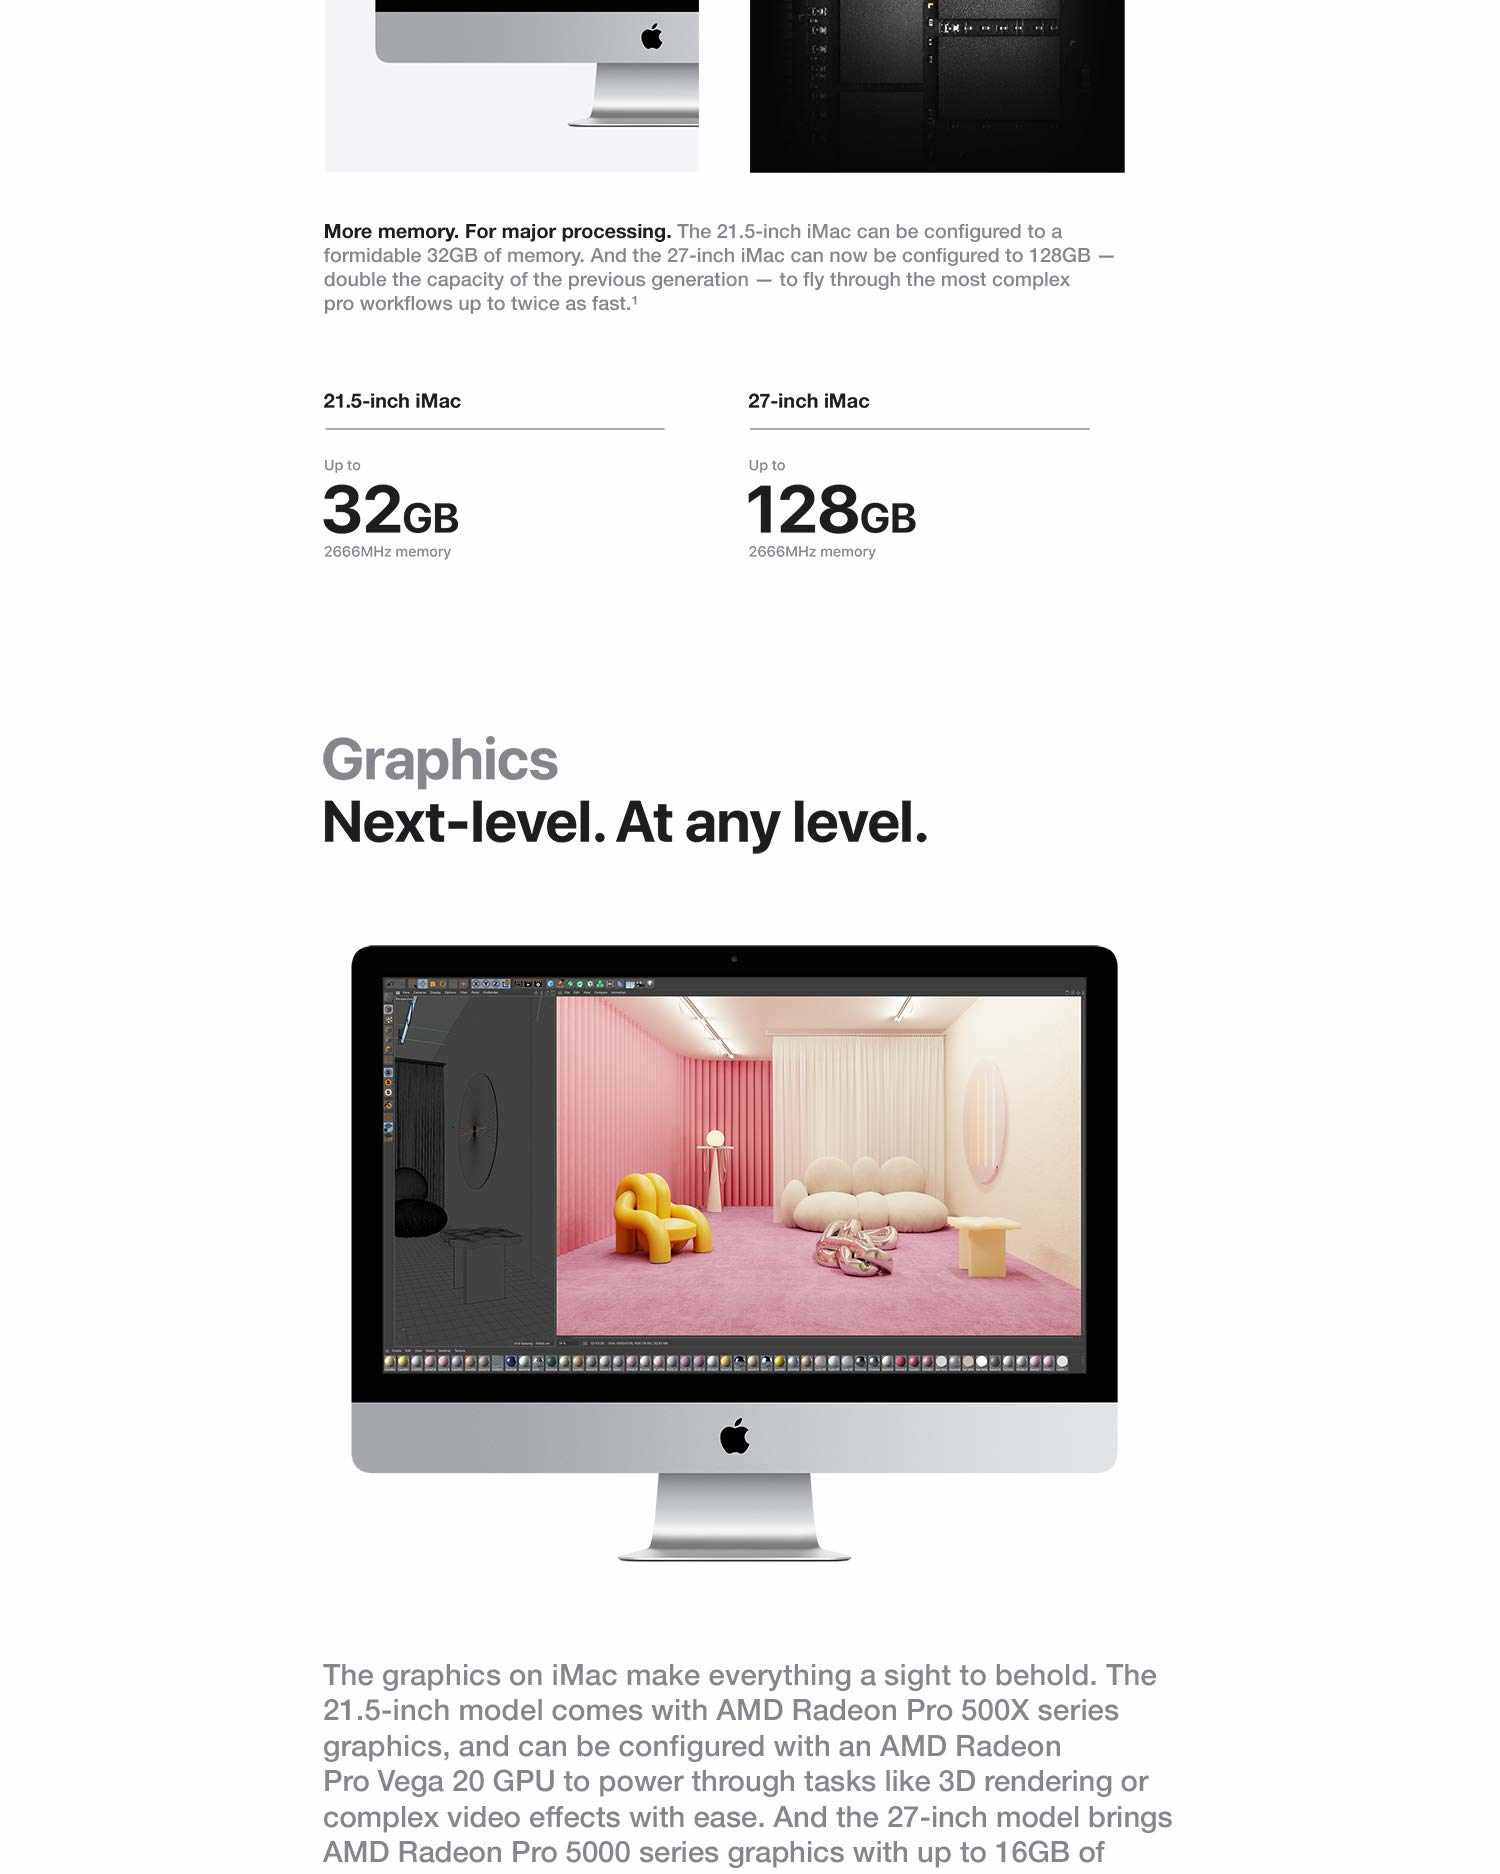 More memory. For major processing. The 21.5-inch iMac can be configured to a
formidable 32GB of memory. And the 27-inch iMac can now be configured to 128GB —
double the capacity of the previous generation — to fly through the most complex
pro workflows up to twice as fast.¹
21.5-inch iMac
Up to
32GB
2666MHz memory
27-inch iMac
Up to
128GB
2666MHz memory
Graphics
Next-level. At any level.
The graphics on iMac make everything a sight to behold. The
21.5-inch model comes with AMD Radeon Pro 500X series
graphics, and can be configured with an AMD Radeon
Pro Vega 20 GPU to power through tasks like 3D rendering or
complex video effects with ease. And the 27-inch model brings
AMD Radeon Pro 5000 series graphics with up to 16GB of